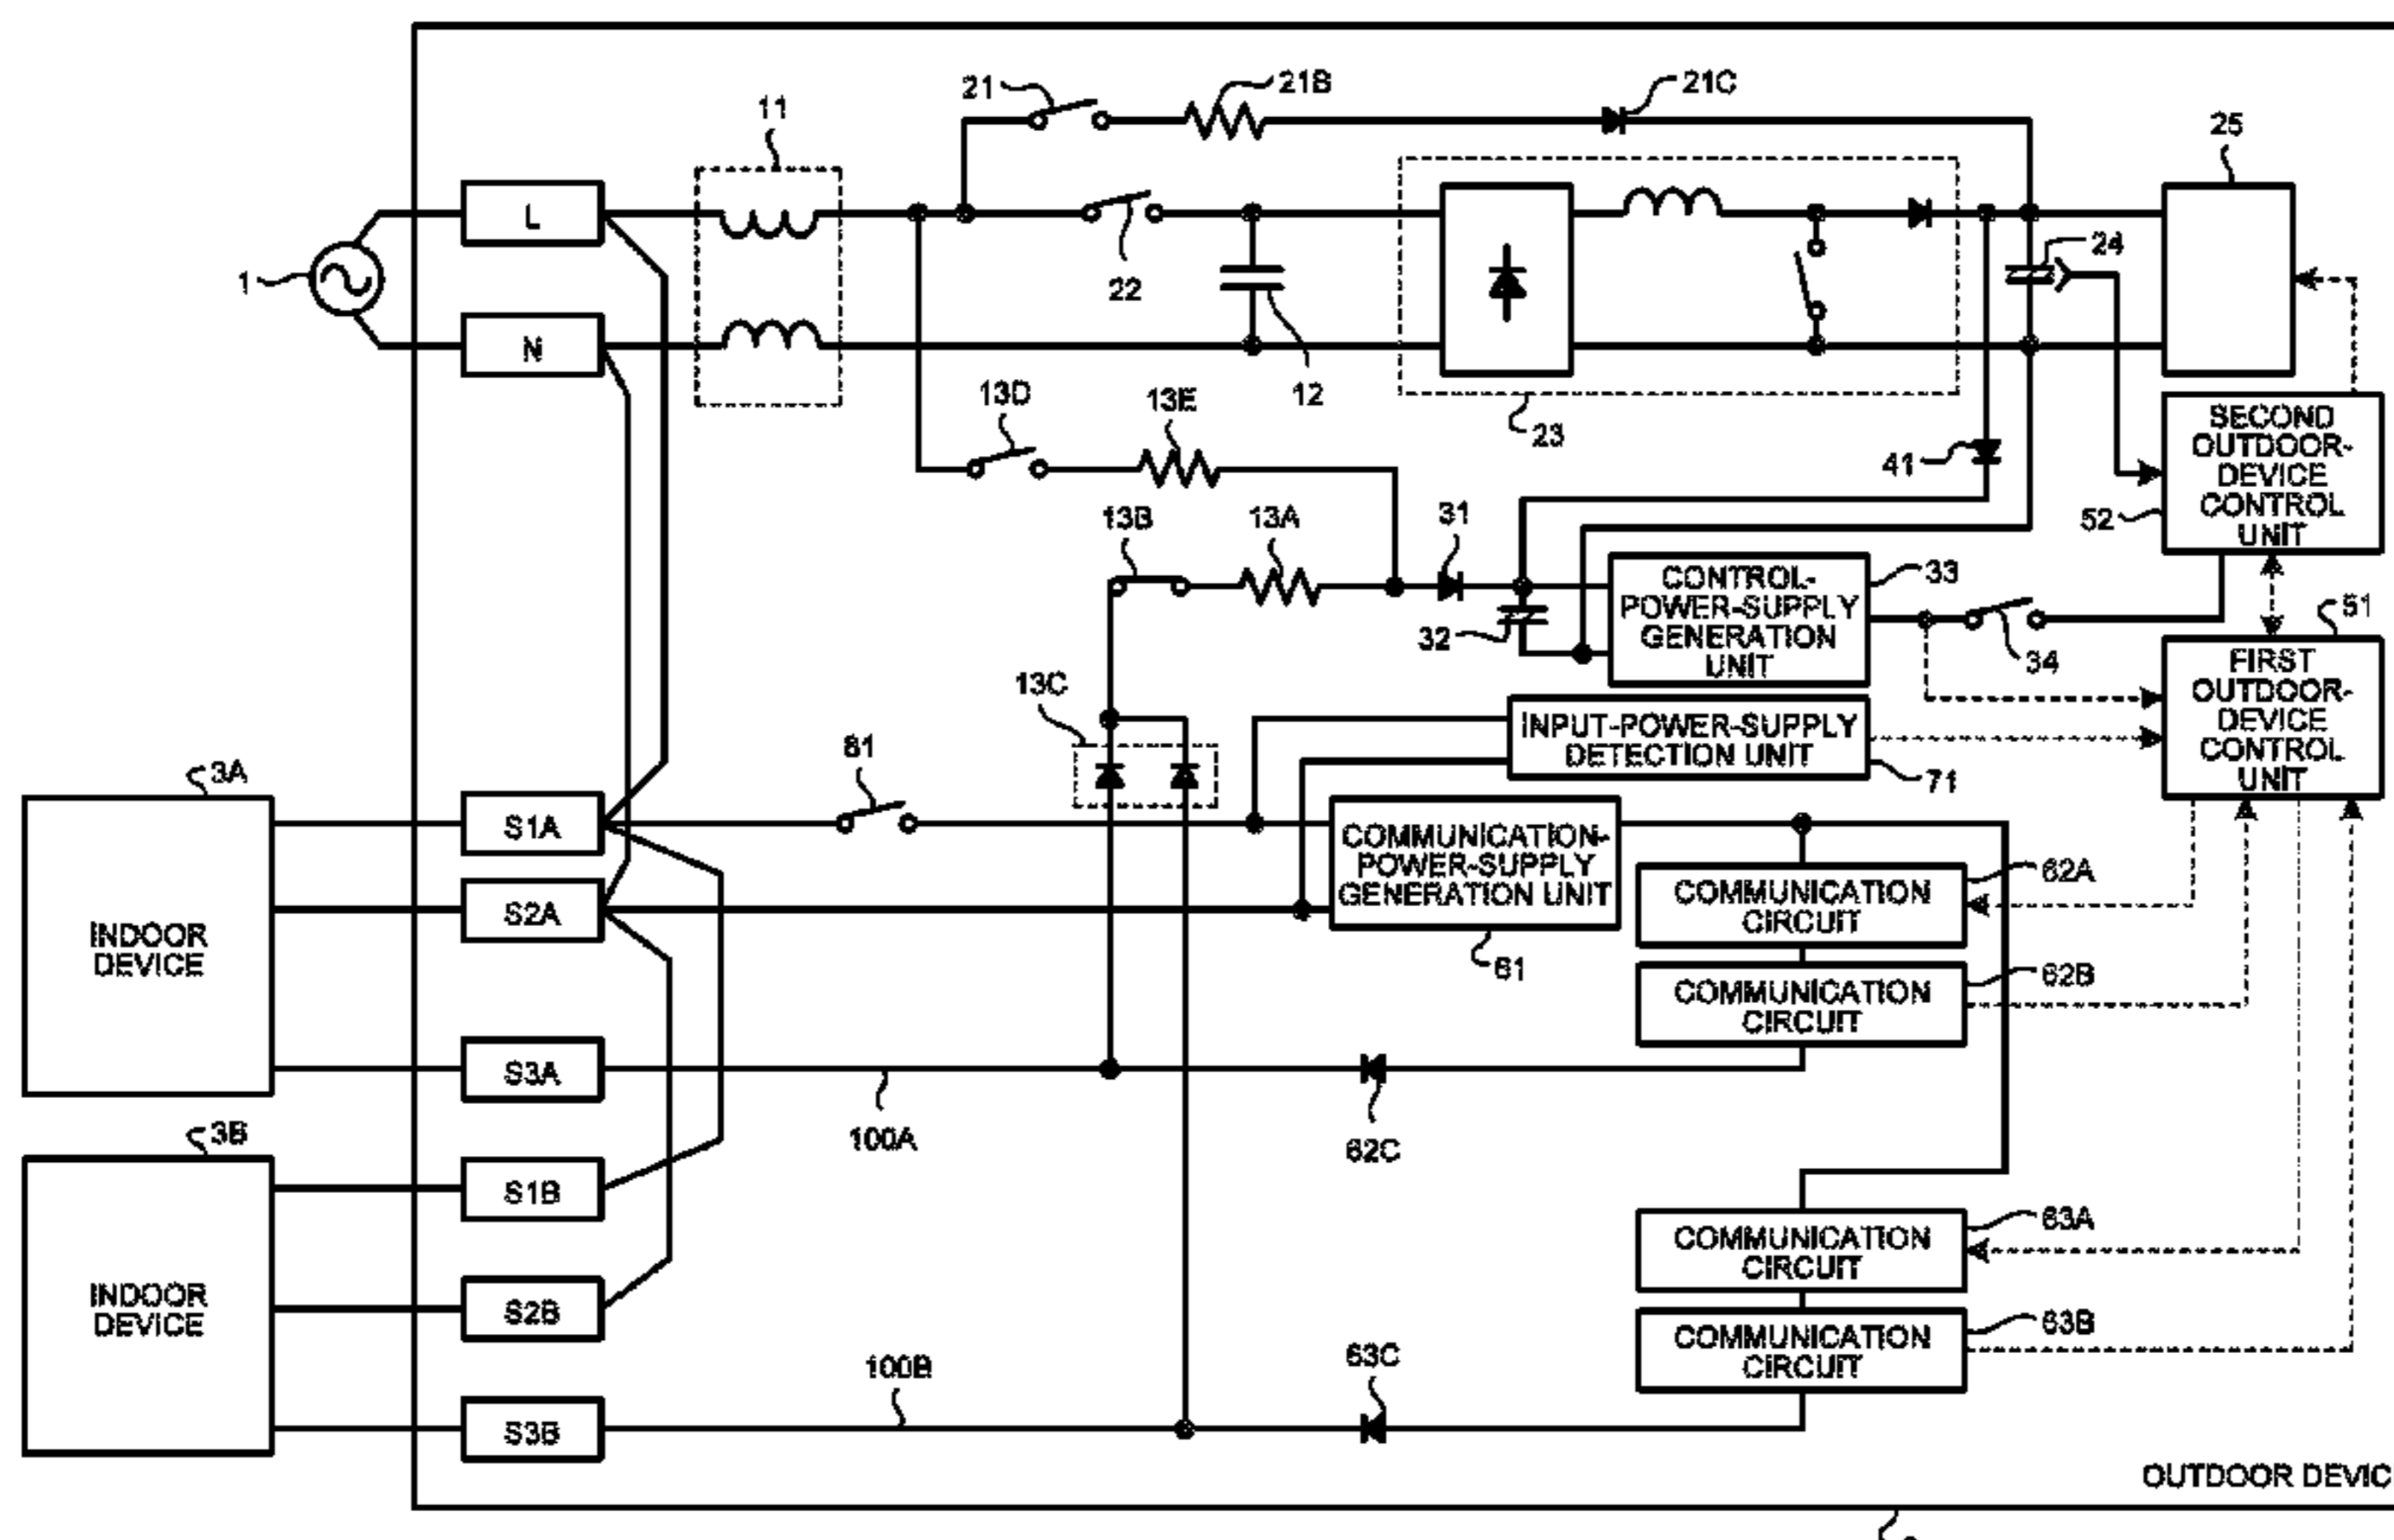 21
21B
21C
11
25
L
24
1
22
N
12
13D
13E
23
SECOND
OUTDOOR-
DEVICE
CONTROL
UNIT
41
52
13B
13A
31
CONTROL-
POWER-SUPPLY
GENERATION
UNIT
33
32
34
51
FIRST
OUTDOOR-
DEVICE
CONTROL
UNIT
13C
INPUT-POWER-SUPPLY
DETECTION UNIT
71
3A
81
S1A
COMMUNICATION-
POWER-SUPPLY
GENERATION UNIT
61
62A
COMMUNICATION
CIRCUIT
S2A
INDOOR
DEVICE
62B
COMMUNICATION
CIRCUIT
S3A
100A
62C
3B
S1B
63A
COMMUNICATION
CIRCUIT
INDOOR
DEVICE
S2B
63B
COMMUNICATION
CIRCUIT
100B
63C
S3B
OUTDOOR DEVIC